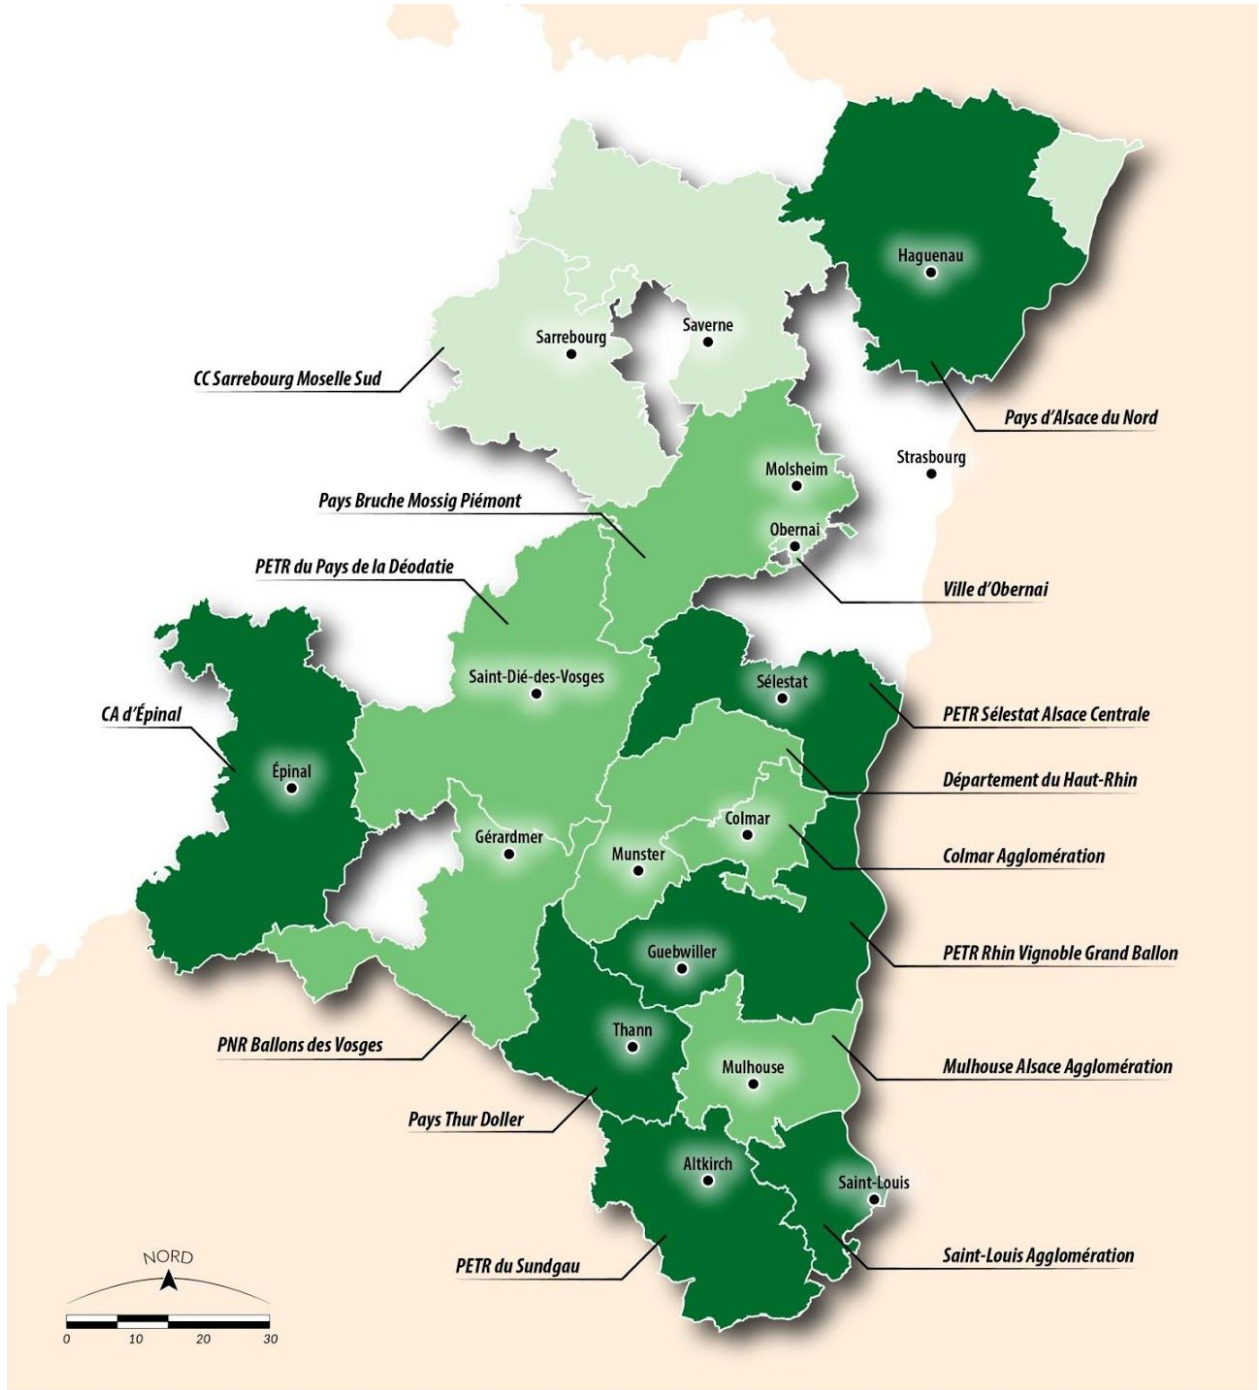 Haguenau
Saverne
Sarrebourg
CC Sarrebourg Moselle Sud
Pays d'Alsace du Nord
Strasbourg
Molsheim
Pays Bruche Mossig Piémont
Obernai
PETR du Pays de la Déodatie
Ville d'Obernai
Saint-Dié-des-Vosges
Sélestat
CA d'Épinal
PETR Sélestat Alsace Centrale
Épinal
Département du Haut-Rhin
Colmar
Gérardmer
Munster
Colmar Agglomération
Guebwiller
PETR Rhin Vignoble Grand Ballon
Thann
PNR Ballons des Vosges
Mulhouse
Mulhouse Alsace Agglomération
Pays Thur Doller
Altkirch
Saint-Louis
NORD
PETR du Sundgau
Saint-Louis Agglomération
0 10 20 30